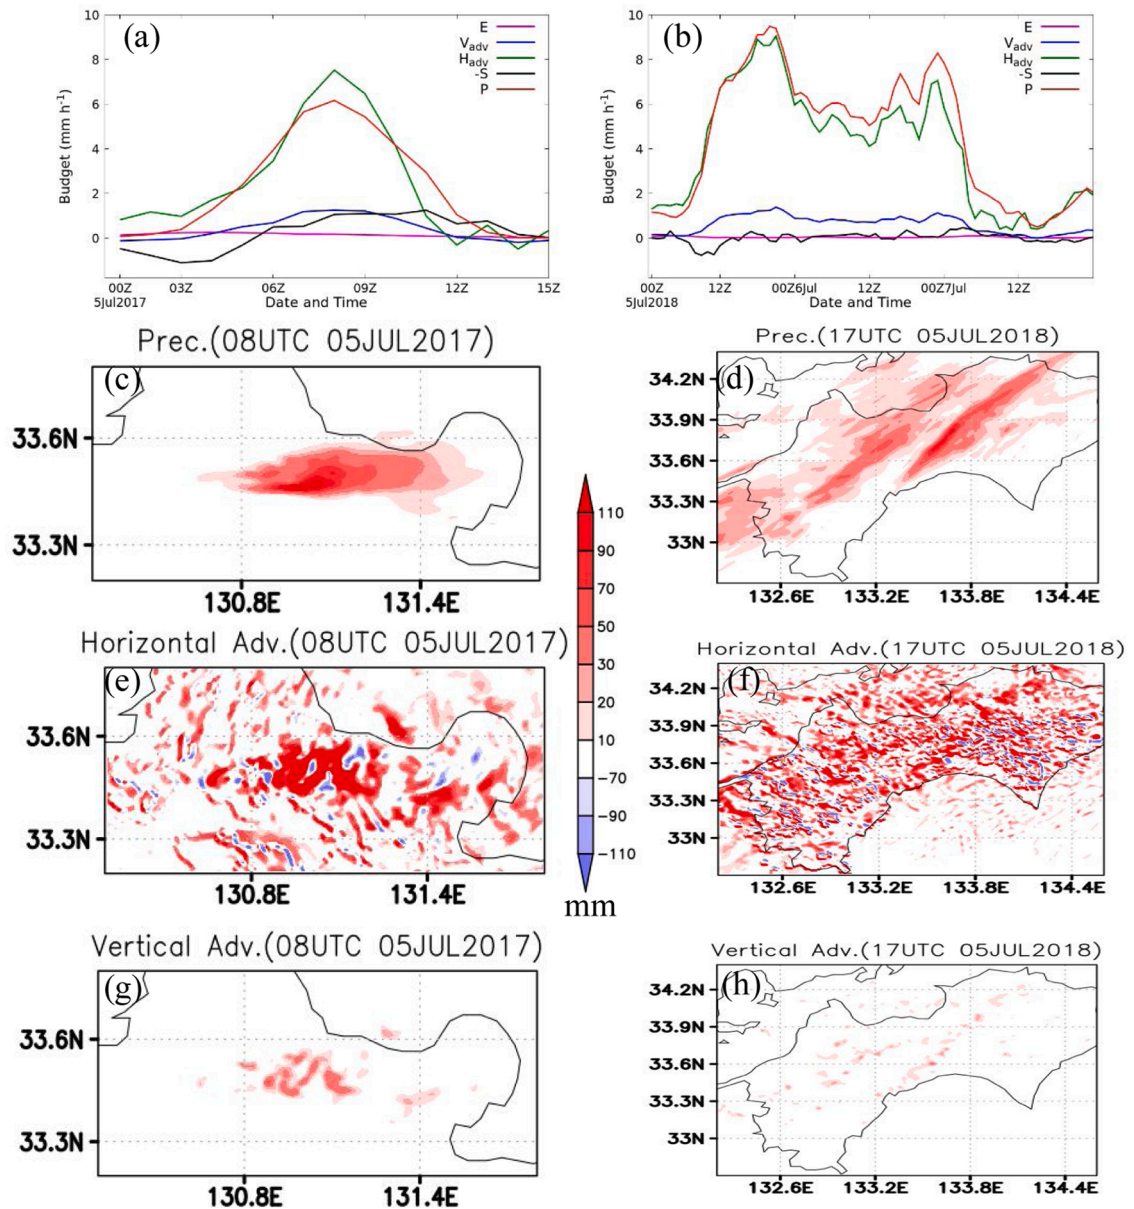 (a)
10
8
6
4
2
0
Budget (mm h⁻¹)
E
V_adv
H_adv
-S
P
00Z 03Z 06Z 09Z 12Z 15Z
5Jul2017
Date and Time
(b)
10
8
6
4
2
0
Budget (mm h⁻¹)
E
V_adv
H_adv
-S
P
00Z 12Z 00Z6Jul 12Z 00Z7Jul 12Z
5Jul2018
Date and Time
Prec.(08UTC 05JUL2017)
(c)
33.6N
33.3N
130.8E 131.4E
Prec.(17UTC 05JUL2018)
(d)
34.2N
33.9N
33.6N
33.3N
33N
132.6E 133.2E 133.8E 134.4E
110
90
70
50
30
20
10
−70
−90
−110
mm
Horizontal Adv.(08UTC 05JUL2017)
(e)
33.6N
33.3N
130.8E 131.4E
Horizontal Adv.(17UTC 05JUL2018)
(f)
34.2N
33.9N
33.6N
33.3N
33N
132.6E 133.2E 133.8E 134.4E
Vertical Adv.(08UTC 05JUL2017)
(g)
33.6N
33.3N
130.8E 131.4E
Vertical Adv.(17UTC 05JUL2018)
(h)
34.2N
33.9N
33.6N
33.3N
33N
132.6E 133.2E 133.8E 134.4E